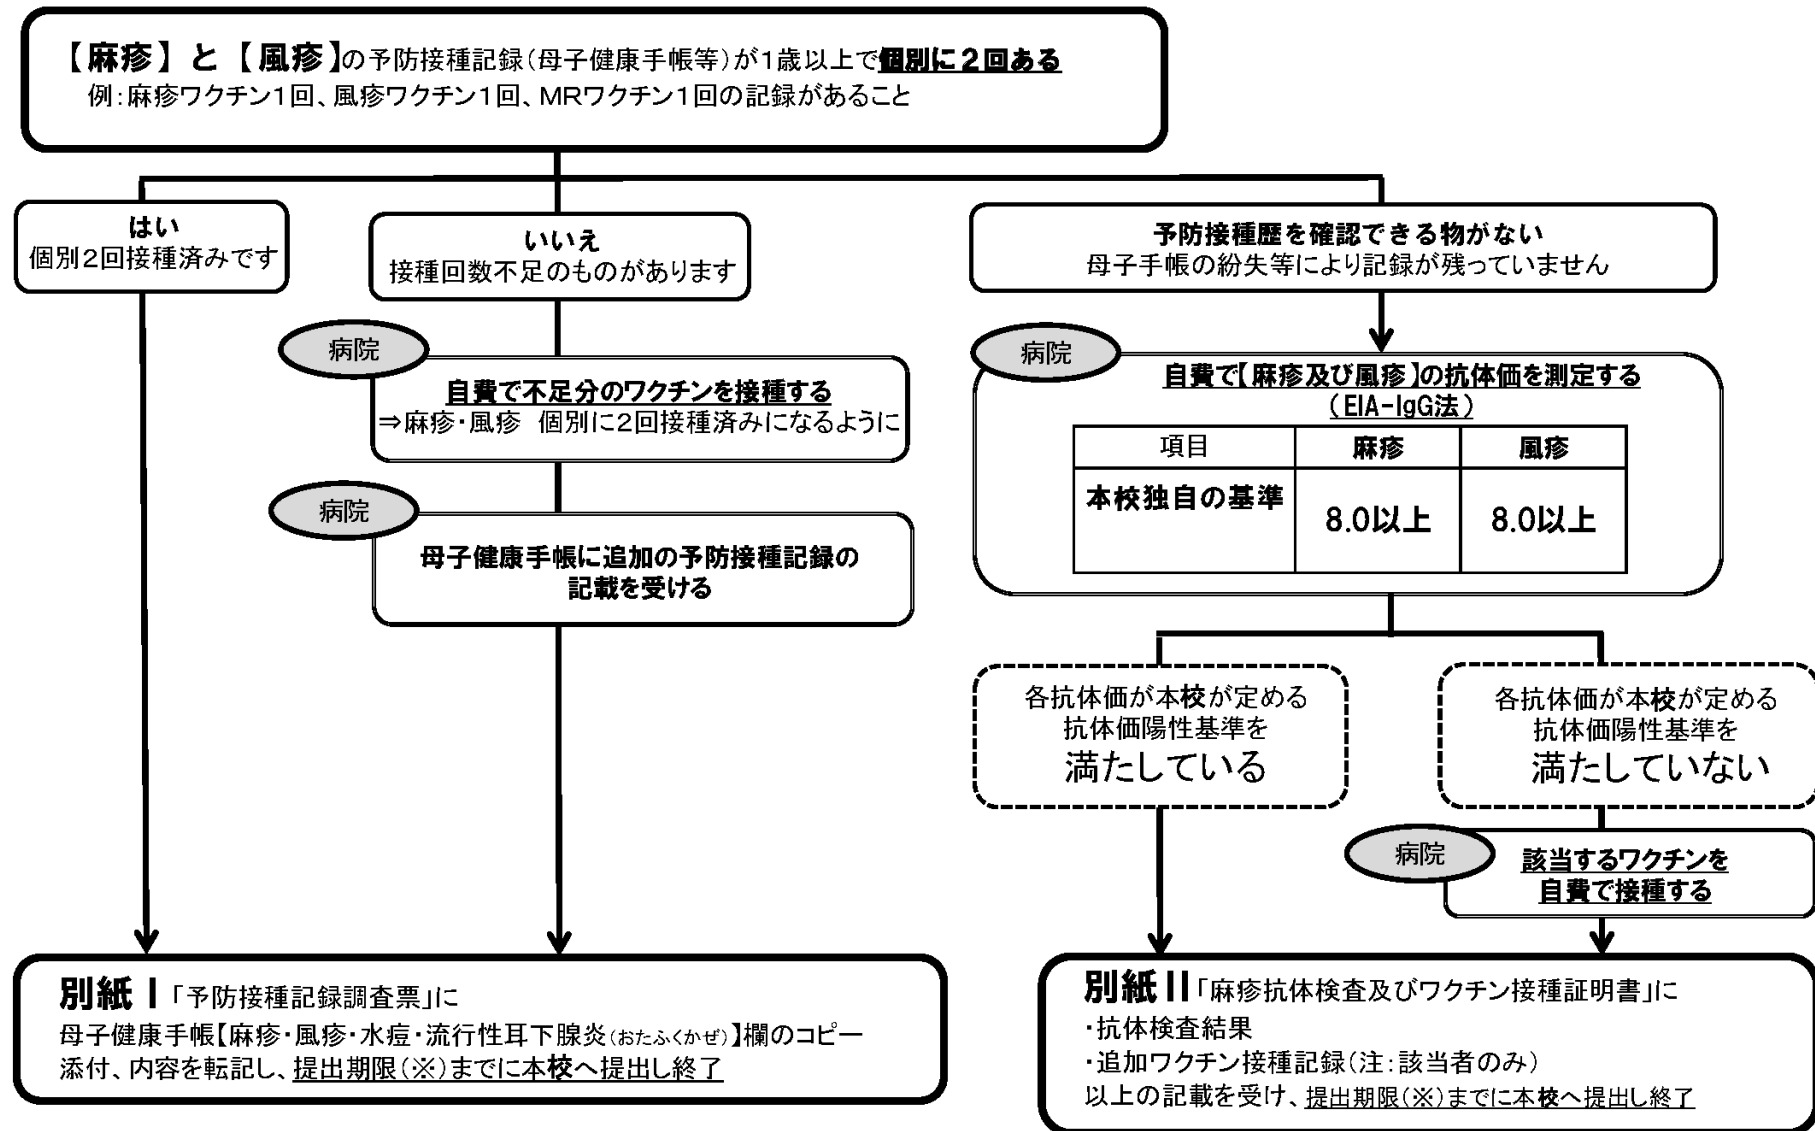 【麻疹】と【風疹】の予防接種記録(母子健康手帳等)が1歳以上で個別に2回ある
例:麻疹ワクチン1回、風疹ワクチン1回、MRワクチン1回の記録があること
はい
個別2回接種済みです
いいえ
接種回数不足のものがあります
予防接種歴を確認できる物がない
母子手帳の紛失等により記録が残っていません
病院
自費で不足分のワクチンを接種する
⇒麻疹・風疹 個別に2回接種済みになるように
病院
母子健康手帳に追加の予防接種記録の
記載を受ける
病院
自費で【麻疹及び風疹】の抗体価を測定する
(EIA-IgG法)
項目 麻疹 風疹
本校独自の基準 8.0以上 8.0以上
各抗体価が本校が定める
抗体価陽性基準を
満たしている
各抗体価が本校が定める
抗体価陽性基準を
満たしていない
病院
該当するワクチンを
自費で接種する
別紙Ⅰ「予防接種記録調査票」に
母子健康手帳【麻疹・風疹・水痘・流行性耳下腺炎(おたふくかぜ)】欄のコピー
添付、内容を転記し、提出期限(※)までに本校へ提出し終了
別紙Ⅱ「麻疹抗体検査及びワクチン接種証明書」に
・抗体検査結果
・追加ワクチン接種記録(注:該当者のみ)
以上の記載を受け、提出期限(※)までに本校へ提出し終了